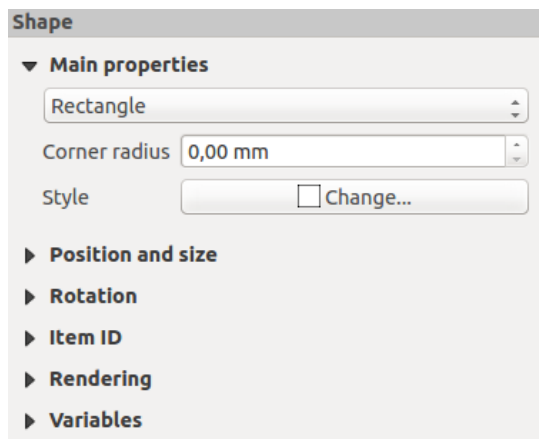 Shape
Main properties
Rectangle
Corner radius 0,00 mm
Style Change...
Position and size
Rotation
Item ID
Rendering
Variables